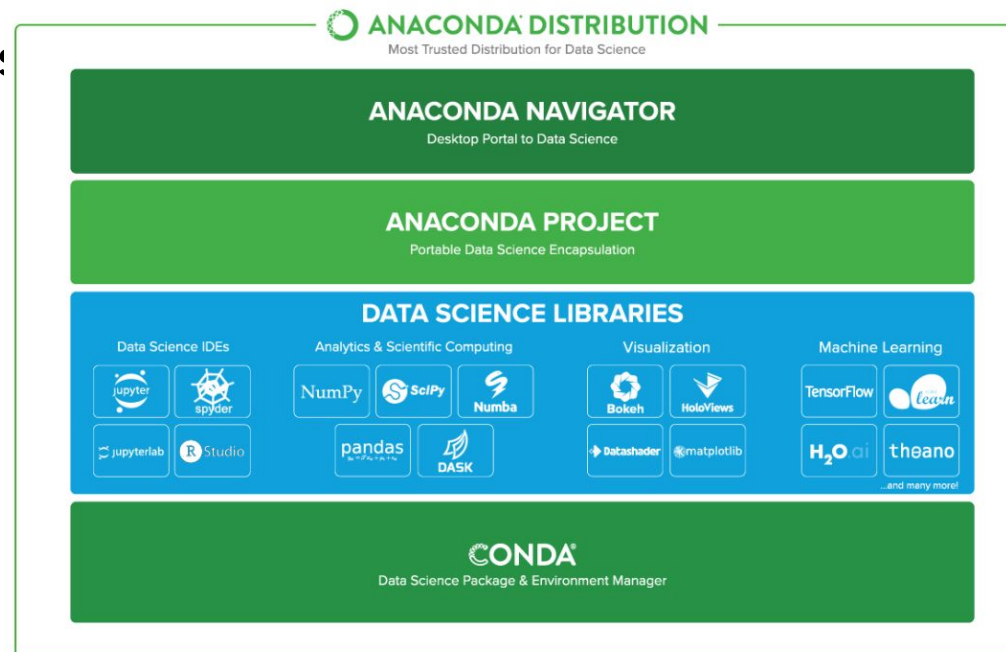 ANACONDA DISTRIBUTION
Most Trusted Distribution for Data Science
S
ANACONDA NAVIGATOR
Desktop Portal to Data Science
ANACONDA PROJECT
Portable Data Science Encapsulation
DATA SCIENCE LIBRARIES
Data Science IDEs Analytics & Scientific Computing Visualization Machine Learning
jupyter spyder NumPy SciPy Numba Bokeh HoloViews TensorFlow learn
jupyterlab R Studio pandas DASK Datashader matplotlib H₂O.ai theano
...and many more!
CONDA®
Data Science Package & Environment Manager